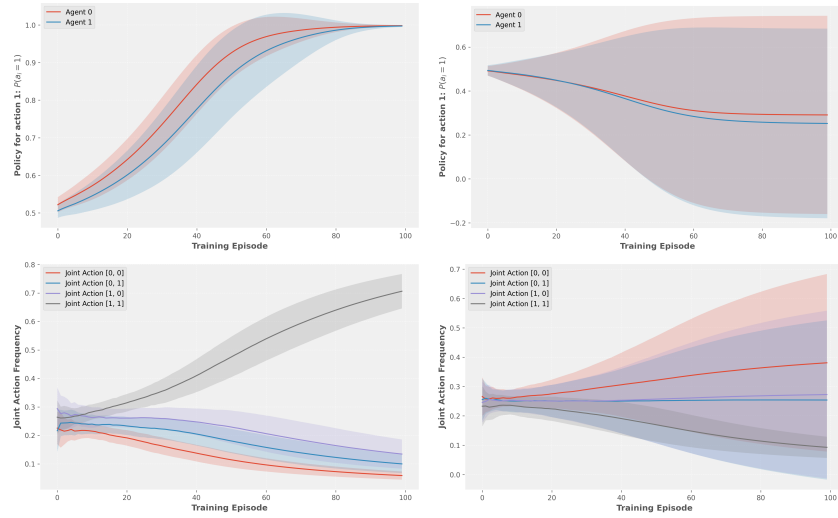 Agent 0
Agent 1
Policy for action 1: P(aᵢ = 1)
1.0
0.9
0.8
0.7
0.6
0.5
0 20 40 60 80 100
Training Episode
Agent 0
Agent 1
Policy for action 1: P(aᵢ = 1)
0.6
0.4
0.2
0.0
−0.2
0 20 40 60 80 100
Training Episode
Joint Action [0, 0]
Joint Action [0, 1]
Joint Action [1, 0]
Joint Action [1, 1]
Joint Action Frequency
0.8
0.7
0.6
0.5
0.4
0.3
0.2
0.1
0 20 40 60 80 100
Training Episode
Joint Action [0, 0]
Joint Action [0, 1]
Joint Action [1, 0]
Joint Action [1, 1]
Joint Action Frequency
0.7
0.6
0.5
0.4
0.3
0.2
0.1
0.0
0 20 40 60 80 100
Training Episode